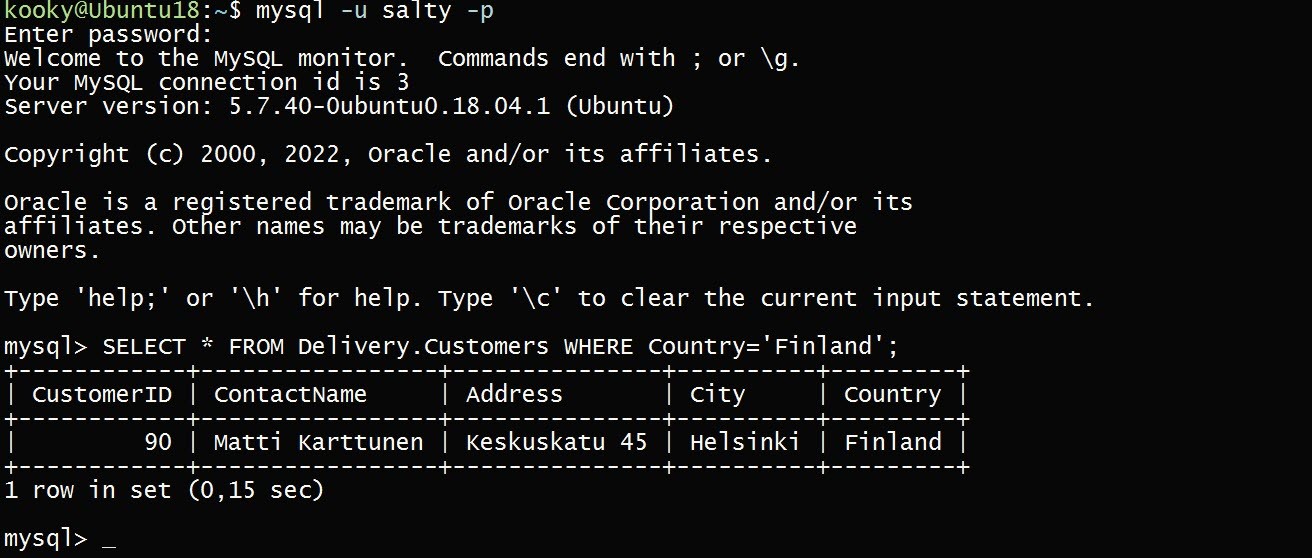 kooky@Ubuntu18:~$ mysql -u salty -p
Enter password:
Welcome to the MySQL monitor.  Commands end with ; or \g.
Your MySQL connection id is 3
Server version: 5.7.40-0ubuntu0.18.04.1 (Ubuntu)

Copyright (c) 2000, 2022, Oracle and/or its affiliates.

Oracle is a registered trademark of Oracle Corporation and/or its
affiliates. Other names may be trademarks of their respective
owners.

Type 'help;' or '\h' for help. Type '\c' to clear the current input statement.

mysql> SELECT * FROM Delivery.Customers WHERE Country='Finland';
+------------+-----------------+---------------+----------+---------+
| CustomerID | ContactName     | Address       | City     | Country |
+------------+-----------------+---------------+----------+---------+
|         90 | Matti Karttunen | Keskuskatu 45 | Helsinki | Finland |
+------------+-----------------+---------------+----------+---------+
1 row in set (0,15 sec)

mysql> _